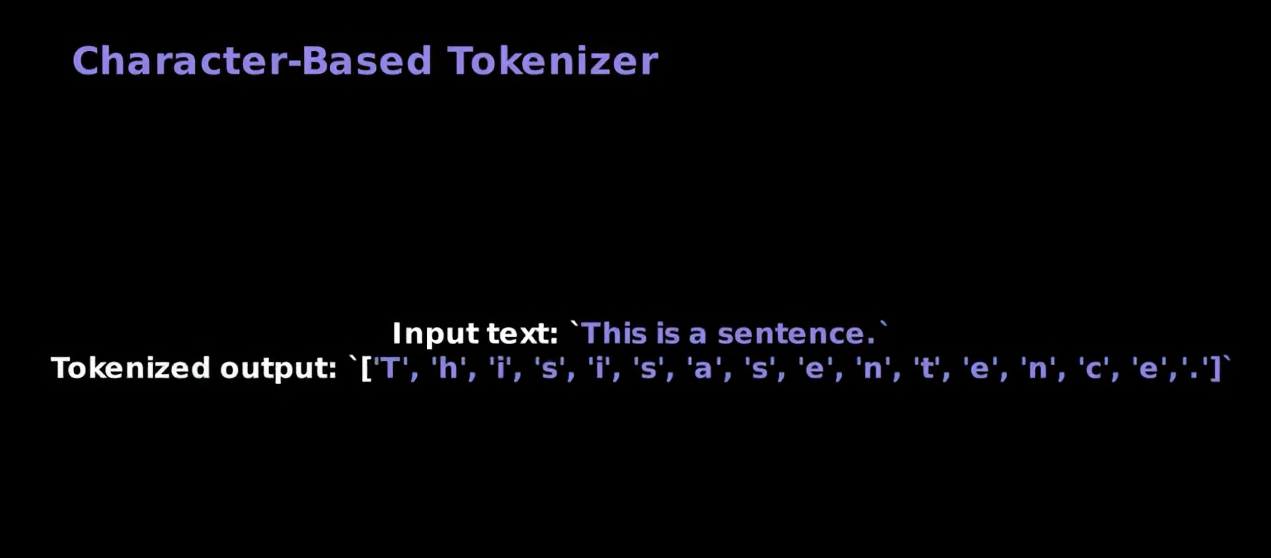 Character-Based Tokenizer
Input text: `This is a sentence.`
Tokenized output: `['T', 'h', 'i', 's', 'i', 's', 'a', 's', 'e', 'n', 't', 'e', 'n', 'c', 'e','.']`